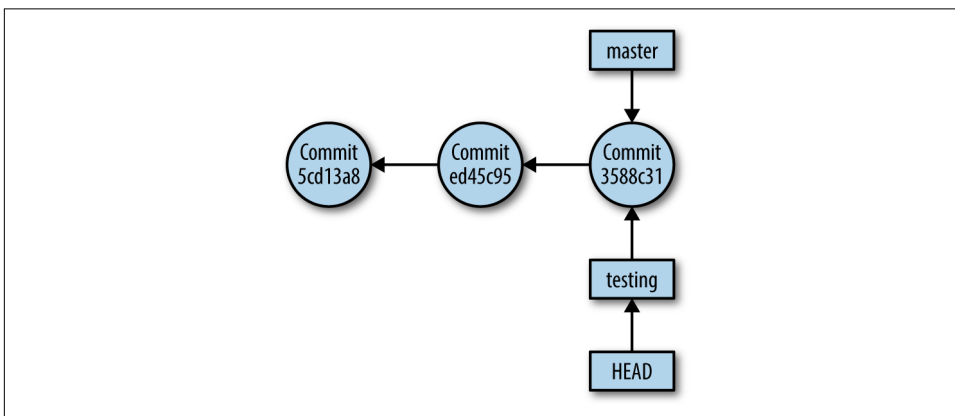 master
Commit
5cd13a8
Commit
ed45c95
Commit
3588c31
testing
HEAD